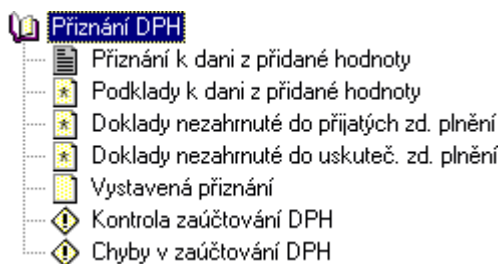 Přiznání DPH
Přiznání k dani z přidané hodnoty
Podklady k dani z přidané hodnoty
Doklady nezahrnuté do přijatých zd. plnění
Doklady nezahrnuté do uskuteč. zd. plnění
Vystavená přiznání
Kontrola zaúčtování DPH
Chyby v zaúčtování DPH